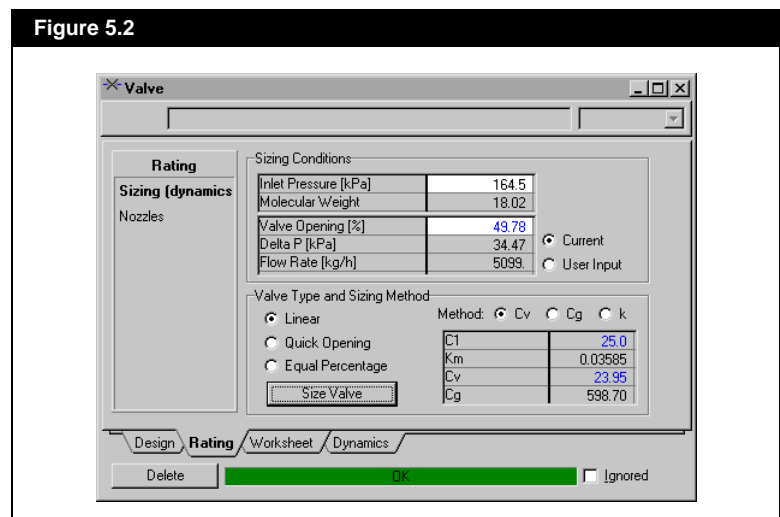 Figure 5.2
Valve
Rating
Sizing (dynamics
Nozzles
Sizing Conditions
Inlet Pressure [kPa] 164.5
Molecular Weight 18.02
Valve Opening [%] 49.78
Delta P [kPa] 34.47
Flow Rate [kg/h] 5099.
Current
User Input
Valve Type and Sizing Method
Linear
Quick Opening
Equal Percentage
Size Valve
Method: Cv Cg k
C1 25.0
Km 0.03585
Cv 23.95
Cg 598.70
Design Rating Worksheet Dynamics
Delete OK Ignored